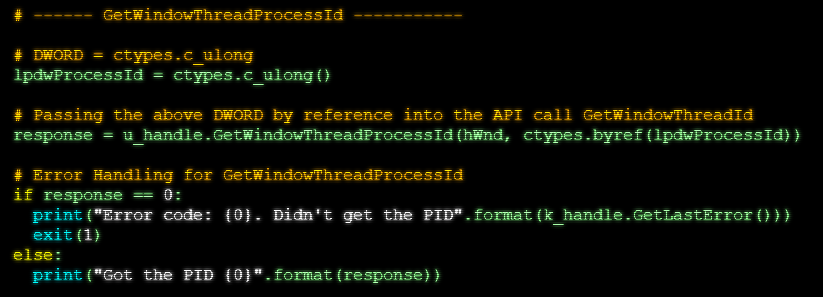 # ------ GetWindowThreadProcessId -----------
# DWORD = ctypes.c_ulong
lpdwProcessId = ctypes.c_ulong()
# Passing the above DWORD by reference into the API call GetWindowThreadId
response = u_handle.GetWindowThreadProcessId(hWnd, ctypes.byref(lpdwProcessId))
# Error Handling for GetWindowThreadProcessId
if response == 0:
  print("Error code: {0}. Didn't get the PID".format(k_handle.GetLastError()))
  exit(1)
else:
  print("Got the PID {0}".format(response))